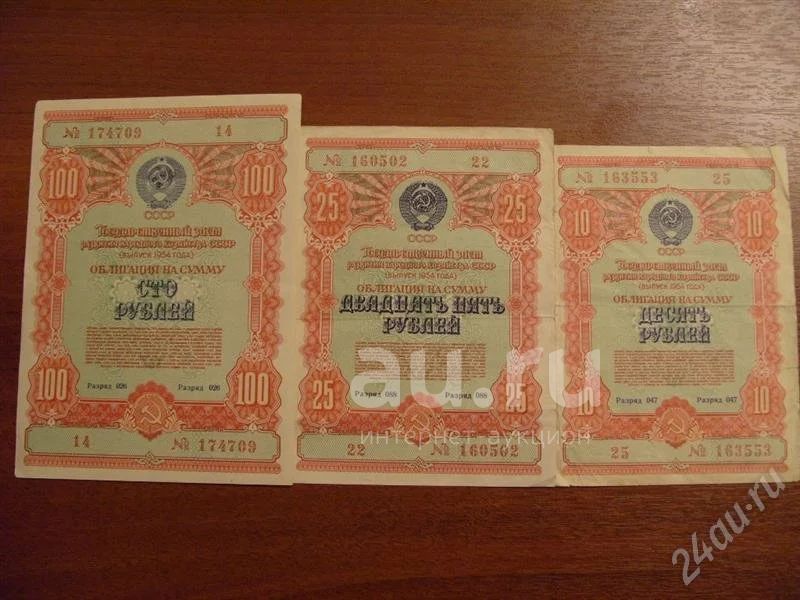 № 174709 14
100 100
СССР
Государственный заем
развития народного хозяйства СССР
(выпуск 1954 года)
ОБЛИГАЦИЯ НА СУММУ
СТО
РУБЛЕЙ
Разряд 026 Разряд 026
100 100
14 № 174709
№ 160502 22
25 25
СССР
Государственный заем
развития народного хозяйства СССР
(выпуск 1954 года)
ОБЛИГАЦИЯ НА СУММУ
ДВАДЦАТЬ ПЯТЬ
РУБЛЕЙ
Разряд 088 Разряд 088
25 25
22 № 160502
№ 163553 25
10 10
СССР
Государственный заем
развития народного хозяйства СССР
(выпуск 1954 года)
ОБЛИГАЦИЯ НА СУММУ
ДЕСЯТЬ
РУБЛЕЙ
Разряд 047 Разряд 047
10 10
25 № 163553
au.ru
интернет-аукцион
24au.ru